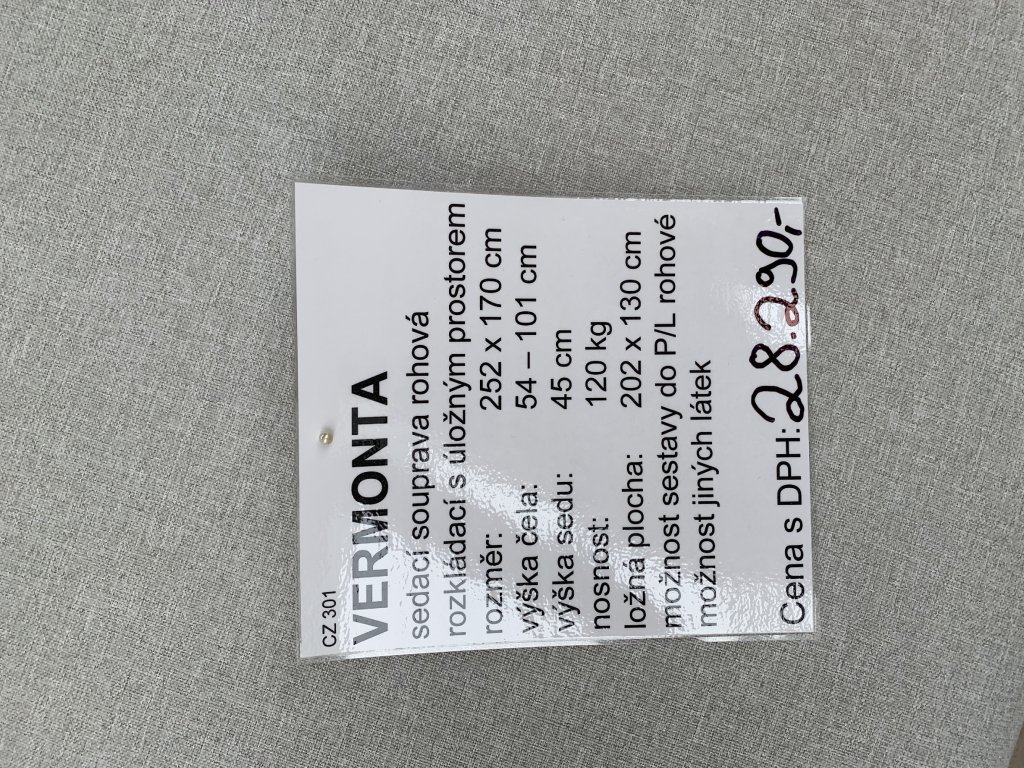 CZ 301
VERMONTA
sedací souprava rohová
rozkládací s úložným prostorem
rozměr: 252 x 170 cm
výška čela: 54 – 101 cm
výška sedu: 45 cm
nosnost: 120 kg
ložná plocha: 202 x 130 cm
možnost sestavy do P/L rohové
možnost jiných látek
Cena s DPH: 28.290,-